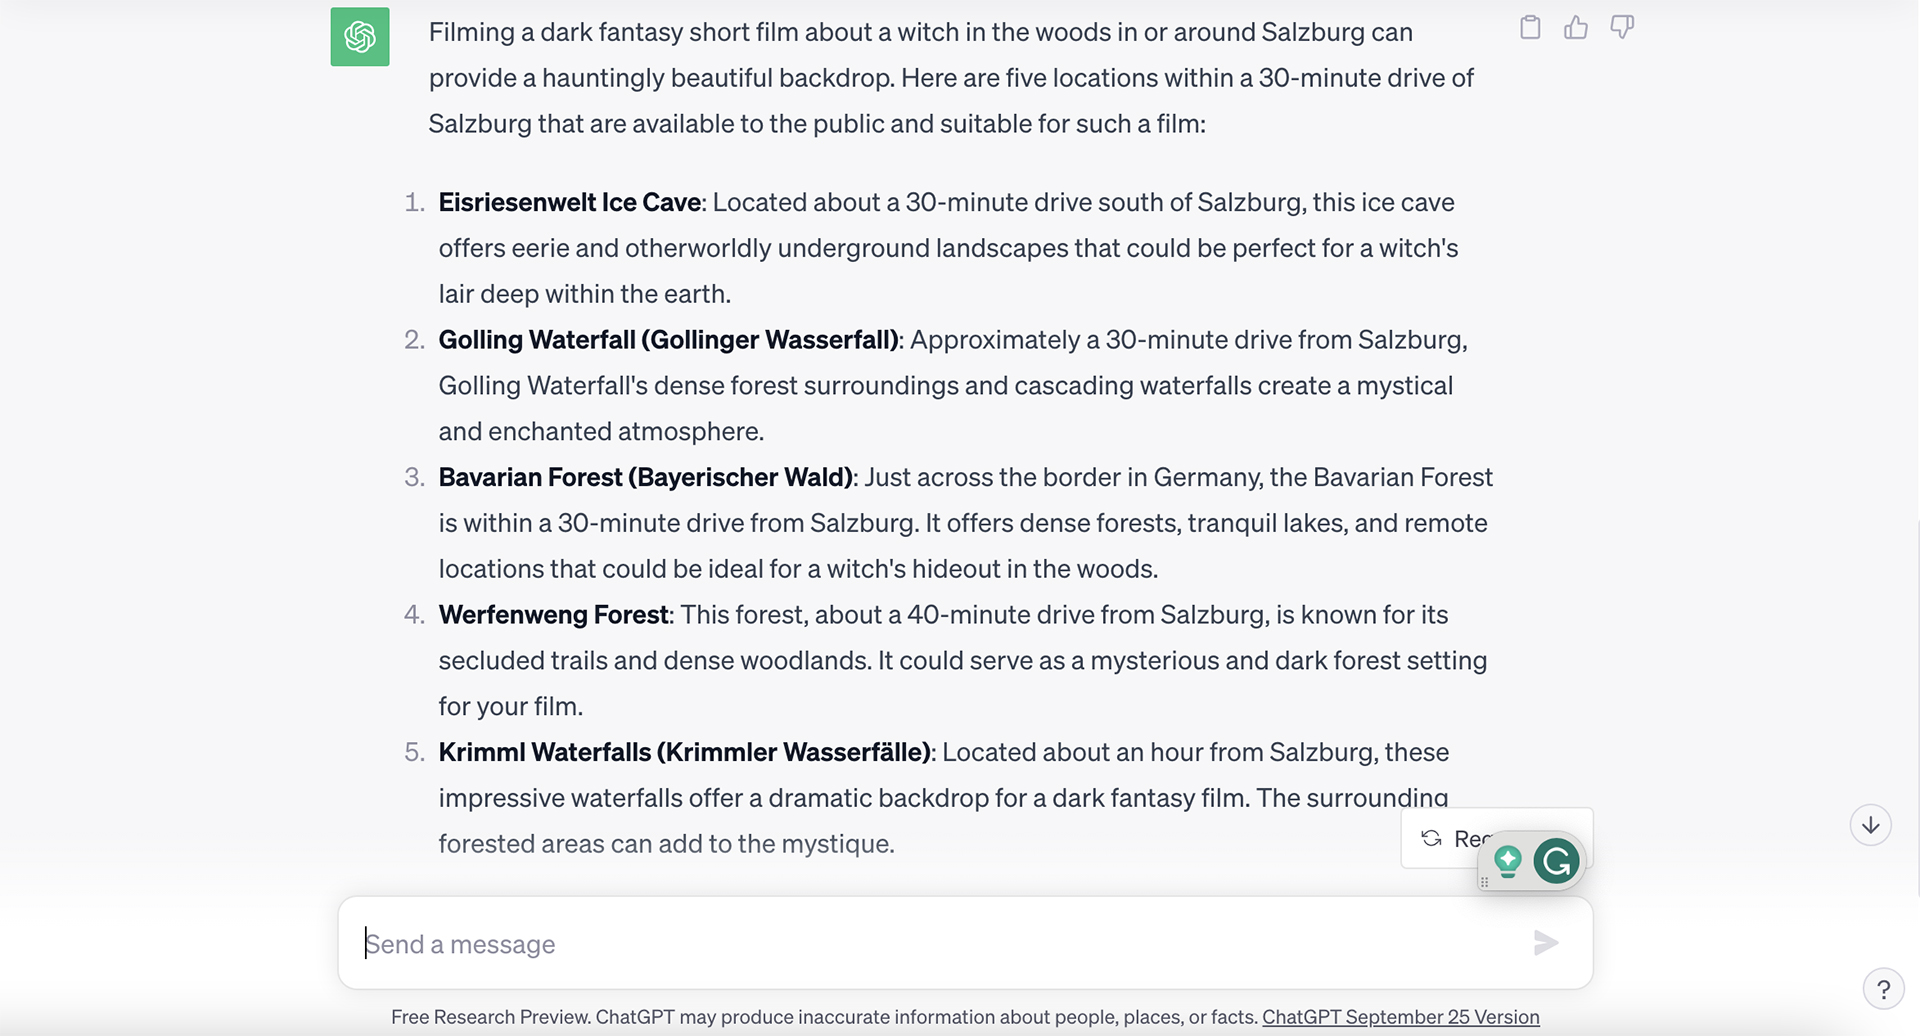 Filming a dark fantasy short film about a witch in the woods in or around Salzburg can
provide a hauntingly beautiful backdrop. Here are five locations within a 30-minute drive of
Salzburg that are available to the public and suitable for such a film:
1. Eisriesenwelt Ice Cave: Located about a 30-minute drive south of Salzburg, this ice cave
offers eerie and otherworldly underground landscapes that could be perfect for a witch's
lair deep within the earth.
2. Golling Waterfall (Gollinger Wasserfall): Approximately a 30-minute drive from Salzburg,
Golling Waterfall's dense forest surroundings and cascading waterfalls create a mystical
and enchanted atmosphere.
3. Bavarian Forest (Bayerischer Wald): Just across the border in Germany, the Bavarian Forest
is within a 30-minute drive from Salzburg. It offers dense forests, tranquil lakes, and remote
locations that could be ideal for a witch's hideout in the woods.
4. Werfenweng Forest: This forest, about a 40-minute drive from Salzburg, is known for its
secluded trails and dense woodlands. It could serve as a mysterious and dark forest setting
for your film.
5. Krimml Waterfalls (Krimmler Wasserfälle): Located about an hour from Salzburg, these
impressive waterfalls offer a dramatic backdrop for a dark fantasy film. The surrounding
forested areas can add to the mystique.
Send a message
?
Free Research Preview. ChatGPT may produce inaccurate information about people, places, or facts. ChatGPT September 25 Version